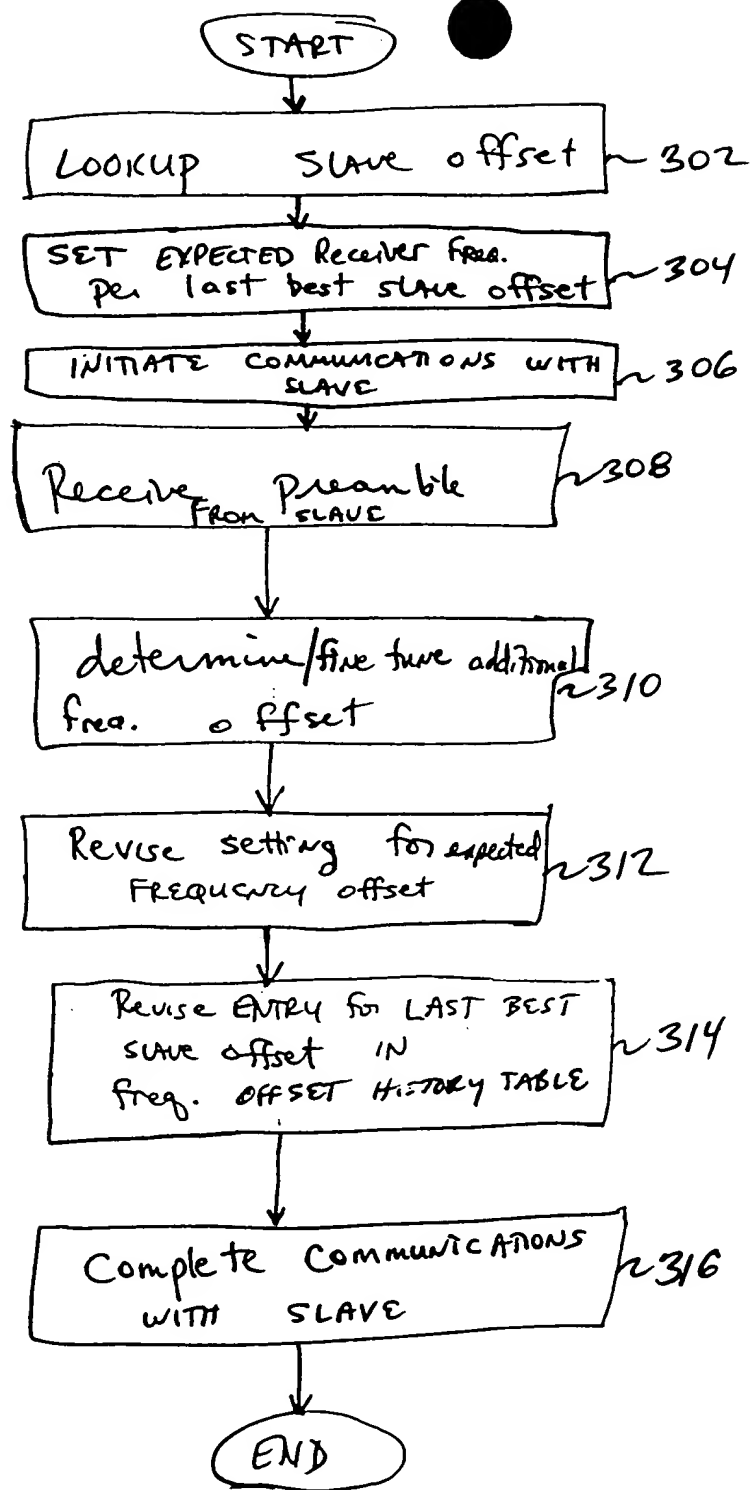 START
LOOKUP SLAVE offset
302
SET EXPECTED Receiver FREQ.
per last best slave offset
304
INITIATE COMMUNICATIONS WITH
SLAVE
306
Receive preamble
FROM SLAVE
308
determine/fine tune additional
freq. offset
310
Revise setting for expected
FREQUENCY offset
312
Revise ENTRY for LAST BEST
SLAVE offset IN
freq. OFFSET HISTORY TABLE
314
Complete COMMUNICATIONS
WITH SLAVE
316
END